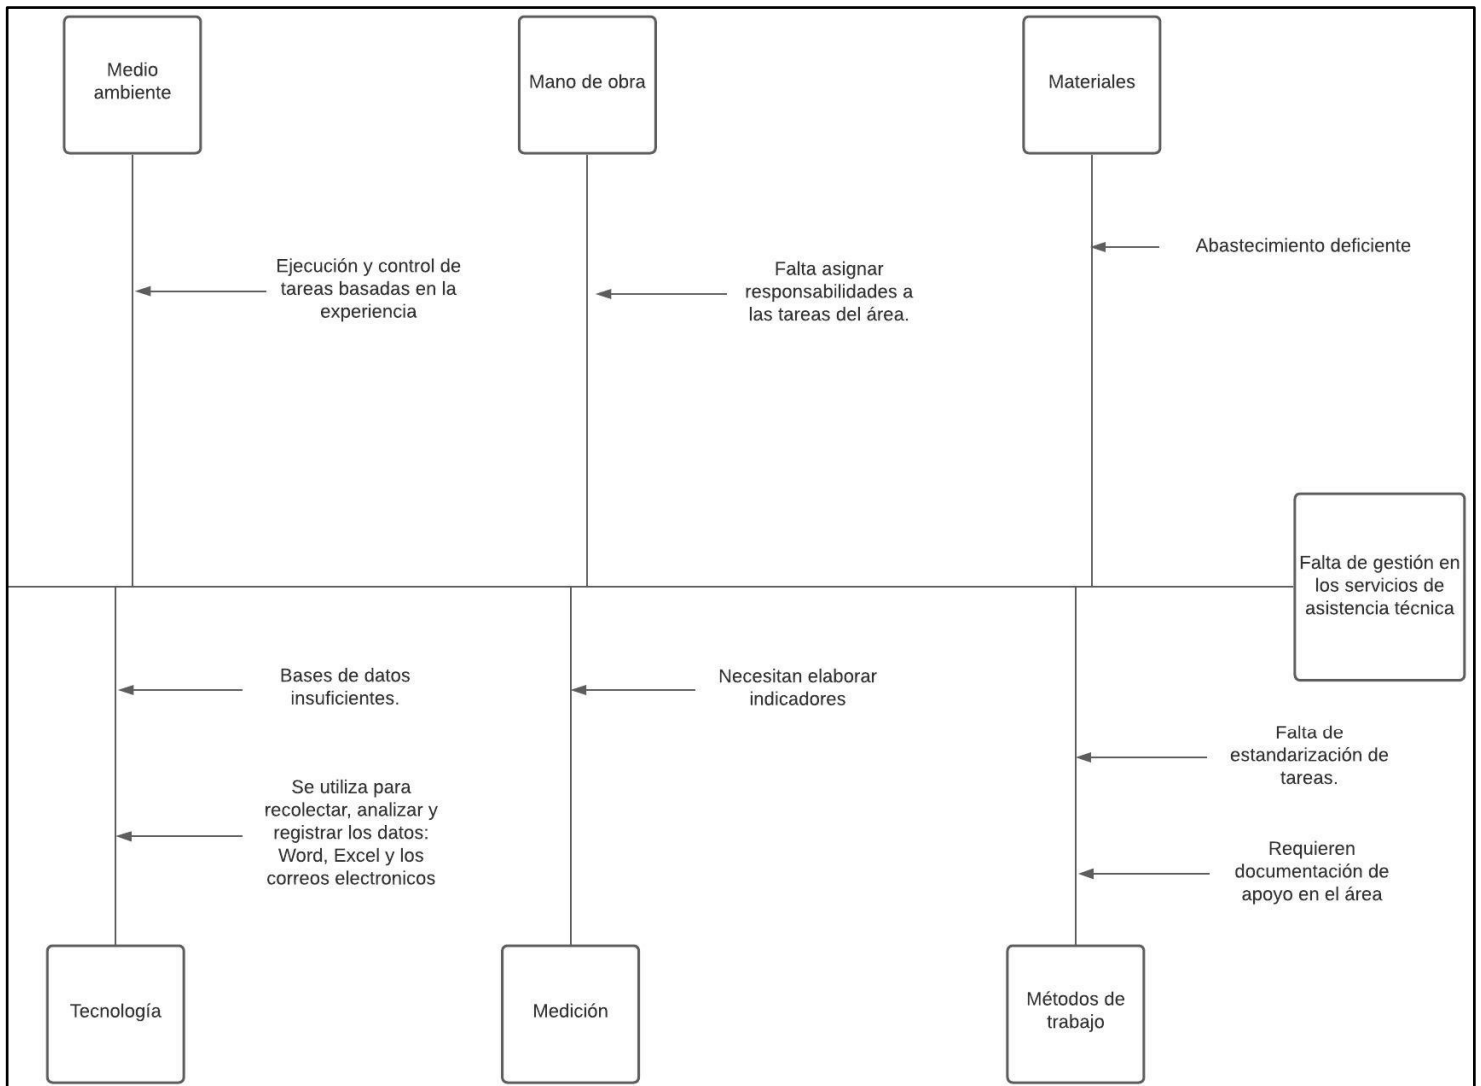 Medio
ambiente
Mano de obra
Materiales
Ejecución y control de
tareas basadas en la
experiencia
Falta asignar
responsabilidades a
las tareas del área.
Abastecimiento deficiente
Falta de gestión en
los servicios de
asistencia técnica
Bases de datos
insuficientes.
Se utiliza para
recolectar, analizar y
registrar los datos:
Word, Excel y los
correos electronicos
Necesitan elaborar
indicadores
Falta de
estandarización de
tareas.
Requieren
documentación de
apoyo en el área
Tecnología
Medición
Métodos de
trabajo